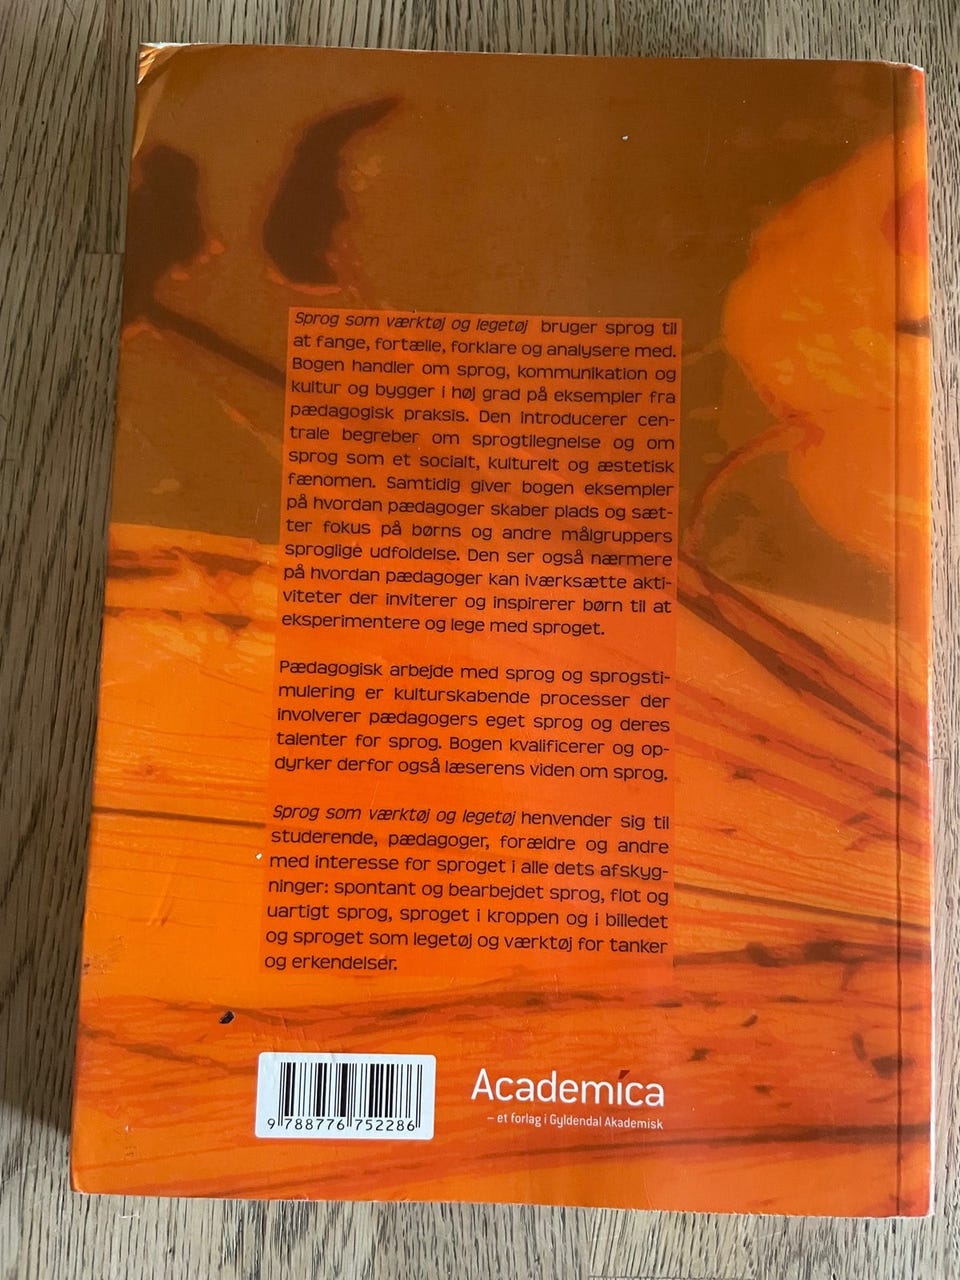 Sprog som værktøj og legetøj bruger sprog til
at fange, fortælle, forklare og analysere med.
Bogen handler om sprog, kommunikation og
kultur og bygger i høj grad på eksempler fra
pædagogisk praksis. Den introducerer cen-
trale begreber om sprogtilegnelse og om
sprog som et socialt, kulturelt og æstetisk
fænomen. Samtidig giver bogen eksempler
på hvordan pædagoger skaber plads og sæt-
ter fokus på børns og andre målgruppers
sproglige udfoldelse. Den ser også nærmere
på hvordan pædagoger kan iværksætte akti-
viteter der inviterer og inspirerer børn til at
eksperimentere og lege med sproget.
Pædagogisk arbejde med sprog og sprogsti-
mulering er kulturskabende processer der
involverer pædagogers eget sprog og deres
talenter for sprog. Bogen kvalificerer og op-
dyrker derfor også læserens viden om sprog.
Sprog som værktøj og legetøj henvender sig til
studerende, pædagoger, forældre og andre
med interesse for sproget i alle dets afskyg-
ninger: spontant og bearbejdet sprog, flot og
uartigt sprog, sproget i kroppen og i billedet
og sproget som legetøj og værktøj for tanker
og erkendelser.
9 788776 752286
Academica
– et forlag i Gyldendal Akademisk